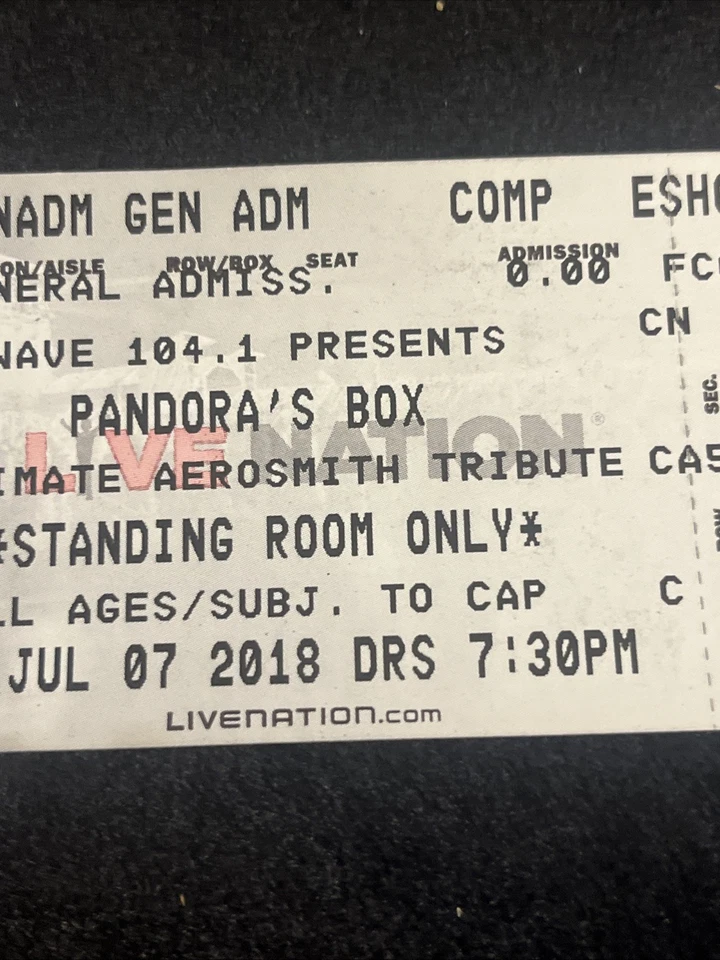 NADM GEN ADM COMP E$H
ON/AISLE ROW/BOX SEAT ADMISSION
NERAL ADMISS. 0.00 FC
CN
WAVE 104.1 PRESENTS
SEC.
PANDORA'S BOX
LIVE NATION®
IMATE AEROSMITH TRIBUTE CA5
*STANDING ROOM ONLY*
LL AGES/SUBJ. TO CAP C
JUL 07 2018 DRS 7:30PM
LIVENATION.com